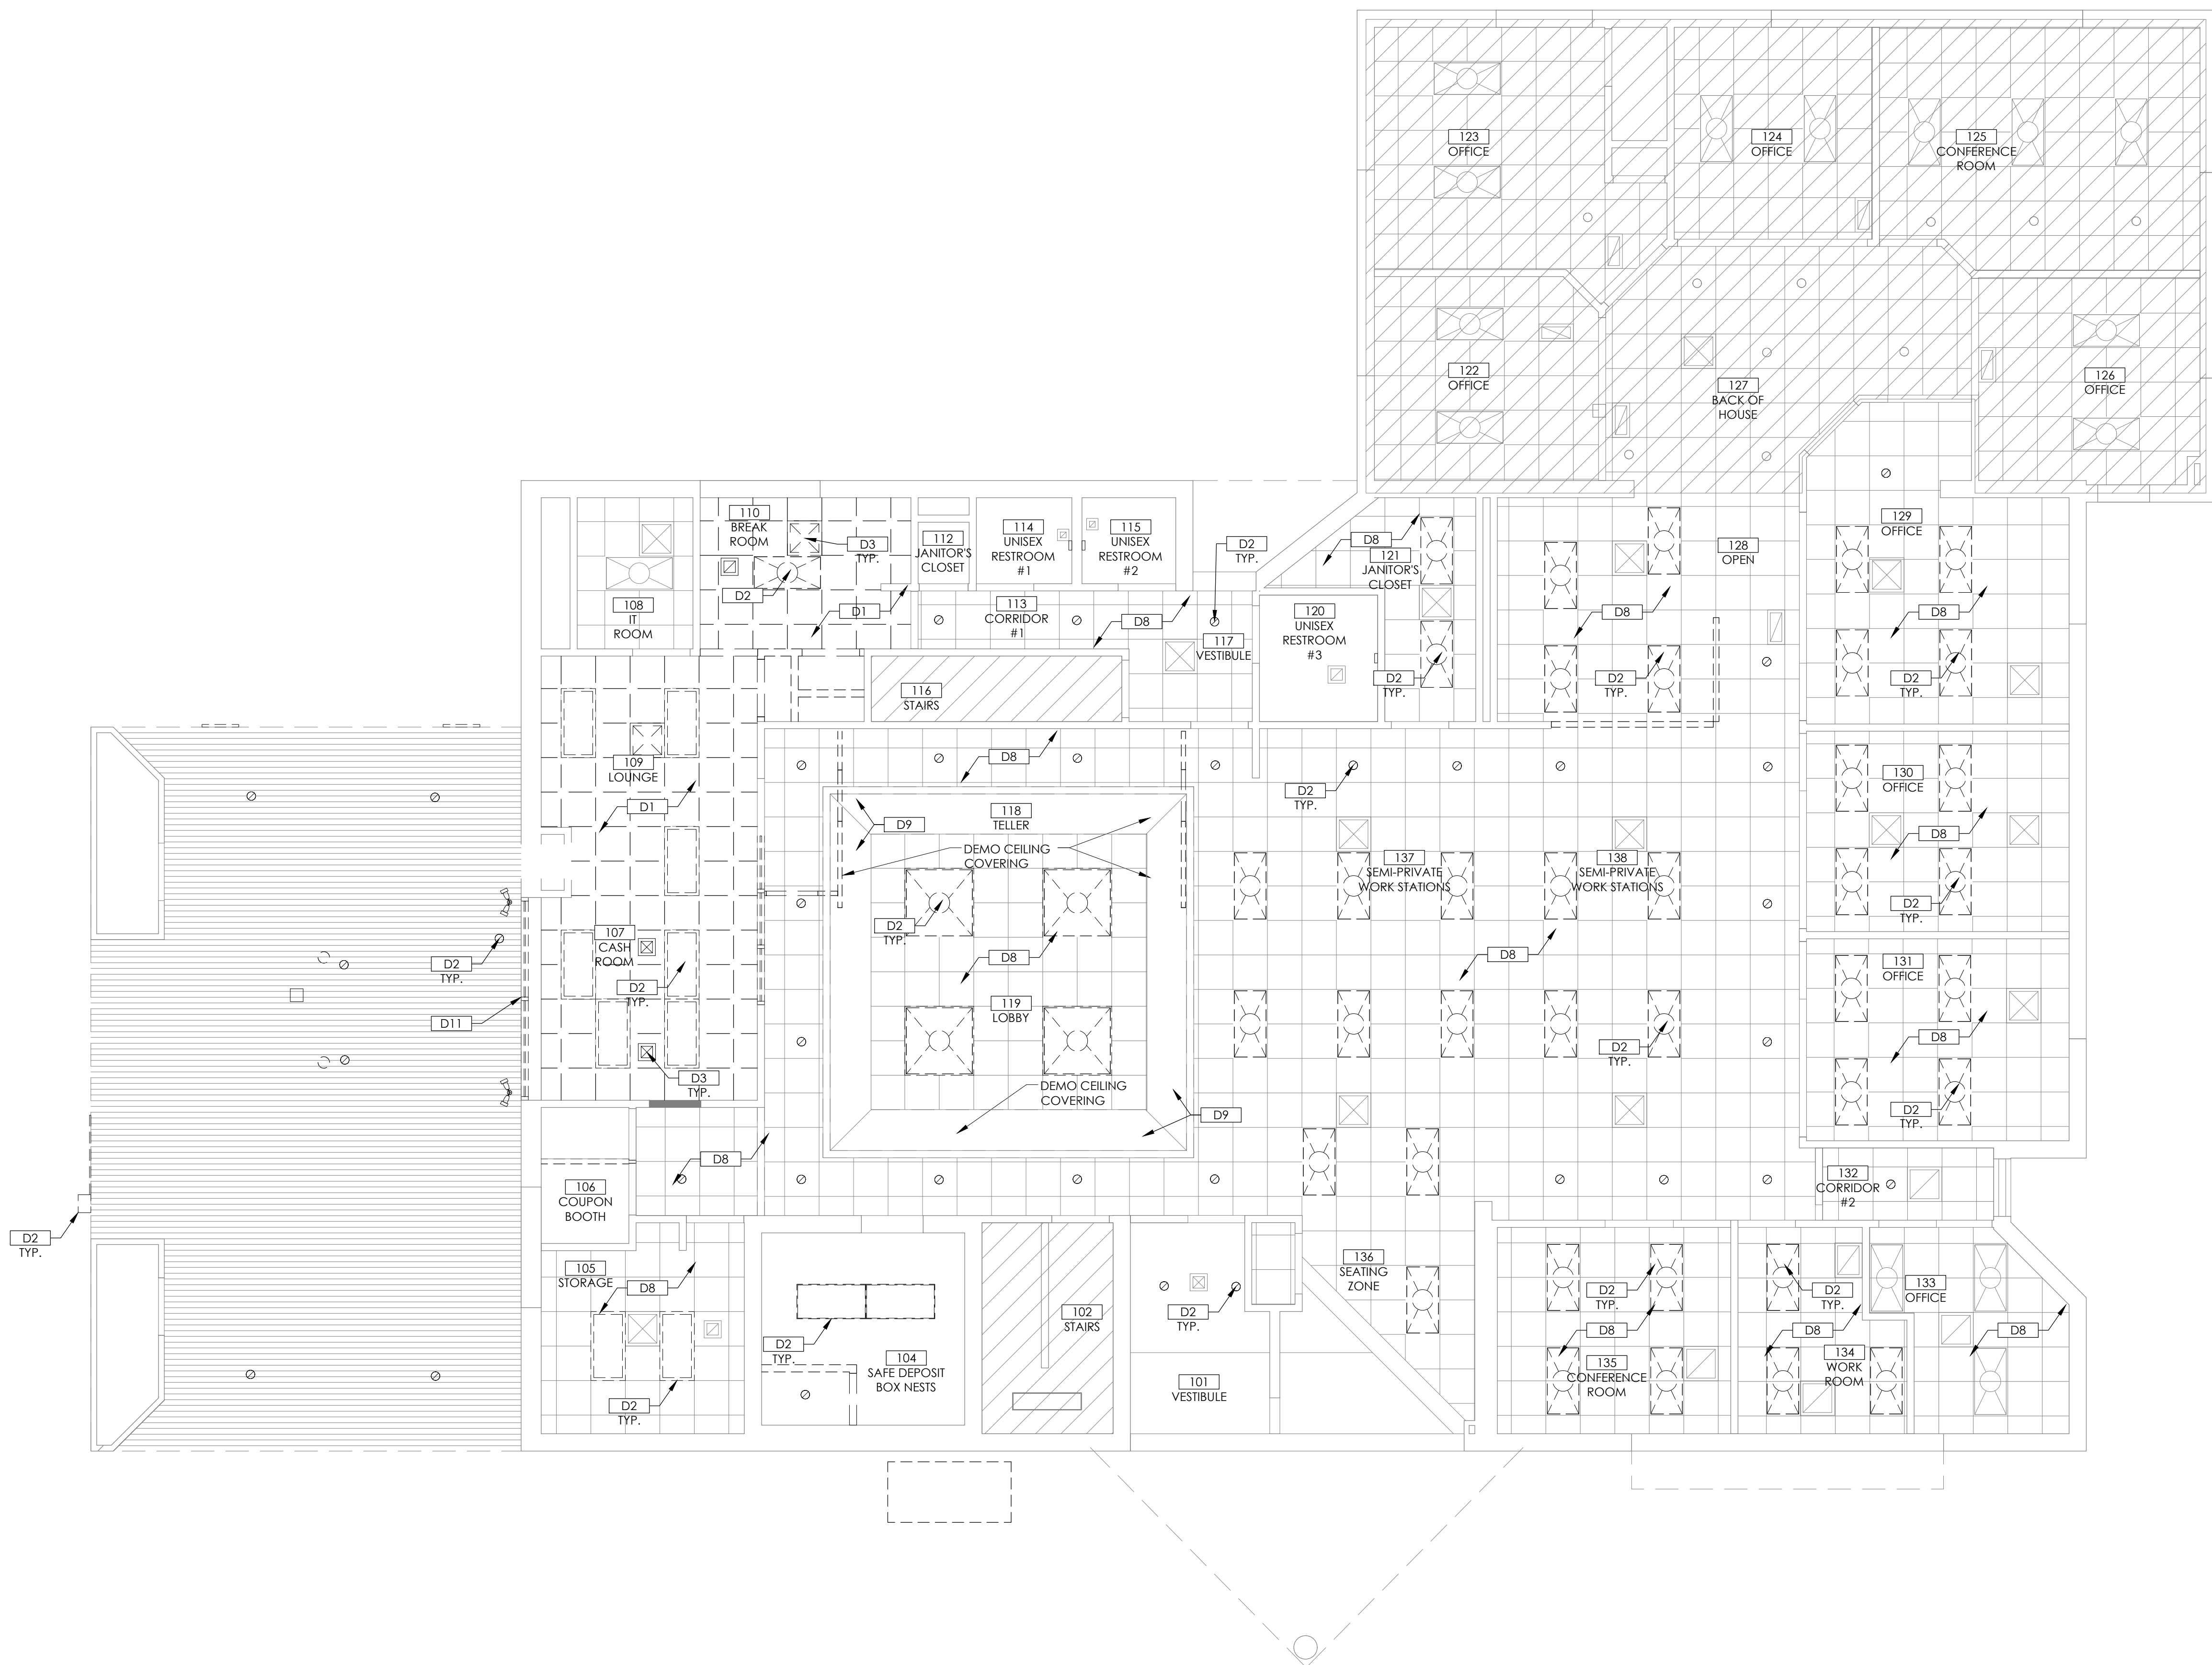 123
OFFICE
124
OFFICE
125
CONFERENCE
ROOM
122
OFFICE
127
BACK OF
HOUSE
126
OFFICE
110
BREAK
ROOM
D3
TYP.
D2
D1
108
IT
ROOM
112
JANITOR'S
CLOSET
114
UNISEX
RESTROOM
#1
115
UNISEX
RESTROOM
#2
113
CORRIDOR
#1
D8
D2
TYP.
117
VESTIBULE
D8
121
JANITOR'S
CLOSET
120
UNISEX
RESTROOM
#3
D2
TYP.
128
OPEN
D8
D2
TYP.
129
OFFICE
D8
D2
TYP.
116
STAIRS
109
LOUNGE
D1
D8
118
TELLER
D9
DEMO CEILING
COVERING
D2
TYP.
D8
119
LOBBY
DEMO CEILING
COVERING
D9
D2
TYP.
137
SEMI-PRIVATE
WORK STATIONS
138
SEMI-PRIVATE
WORK STATIONS
D8
D2
TYP.
130
OFFICE
D8
D2
TYP.
131
OFFICE
D8
D2
TYP.
107
CASH
ROOM
D2
TYP.
D2
TYP.
D11
D3
TYP.
D8
106
COUPON
BOOTH
D2
TYP.
105
STORAGE
D8
D2
TYP.
D2
TYP.
104
SAFE DEPOSIT
BOX NESTS
102
STAIRS
D2
TYP.
101
VESTIBULE
136
SEATING
ZONE
132
CORRIDOR
#2
D2
TYP.
D8
135
CONFERENCE
ROOM
D2
TYP.
D8
134
WORK
ROOM
133
OFFICE
D8